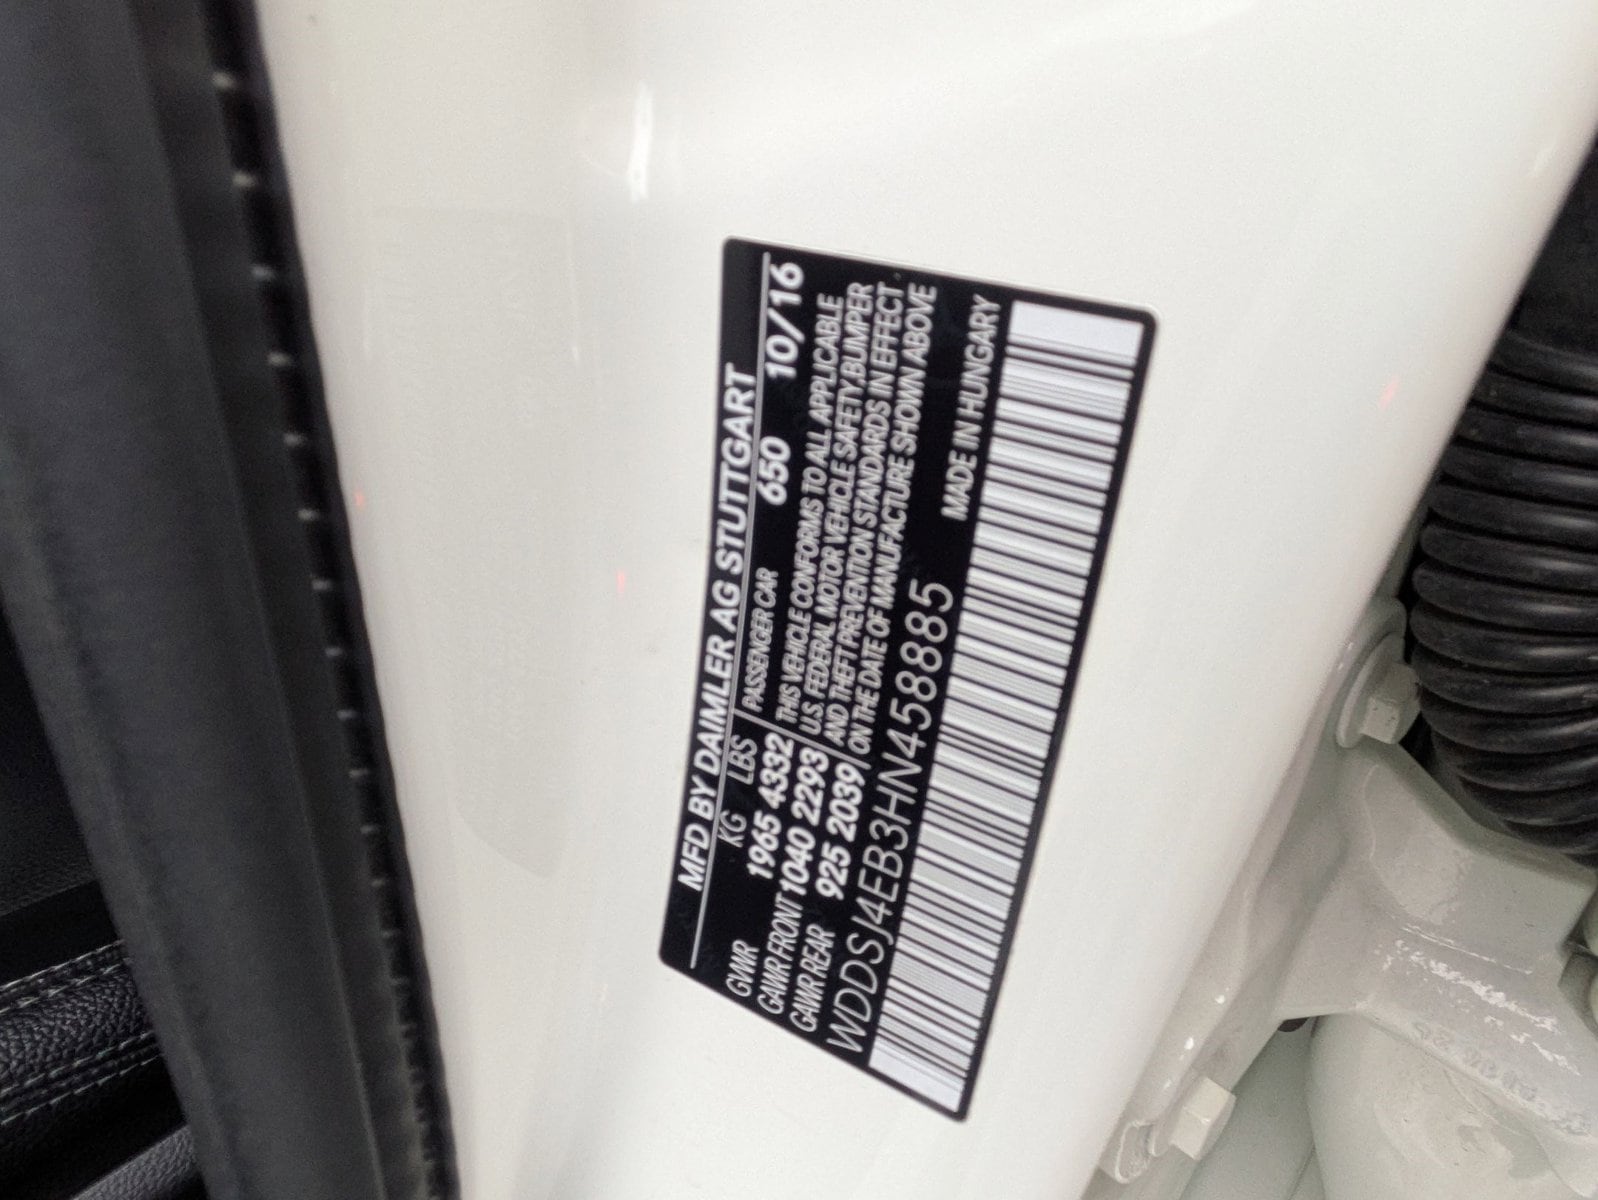 MFD BY DAIMLER AG STUTTGART
KG LBS PASSENGER CAR 650 10/16
GVWR 1965 4332
GAWR FRONT 1040 2293
GAWR REAR 925 2039
THIS VEHICLE CONFORMS TO ALL APPLICABLE
U.S. FEDERAL MOTOR VEHICLE SAFETY, BUMPER
AND THEFT PREVENTION STANDARDS IN EFFECT
ON THE DATE OF MANUFACTURE SHOWN ABOVE
WDDSJ4EB3HN458885 MADE IN HUNGARY